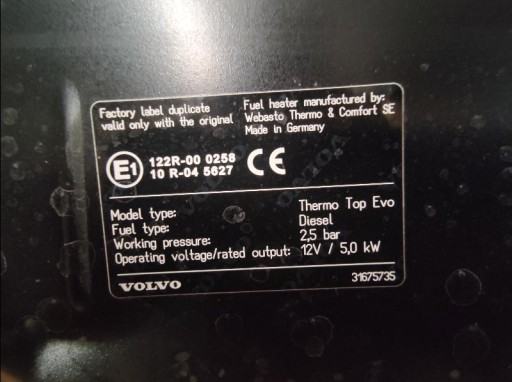 Factory label duplicate
valid only with the original
Fuel heater manufactured by:
Webasto Thermo & Comfort SE
Made in Germany
E1
122R-00 0258
10 R-04 5627
CE
Model type: Thermo Top Evo
Fuel type: Diesel
Working pressure: 2,5 bar
Operating voltage/rated output: 12V / 5,0 kW
VOLVO
31675735